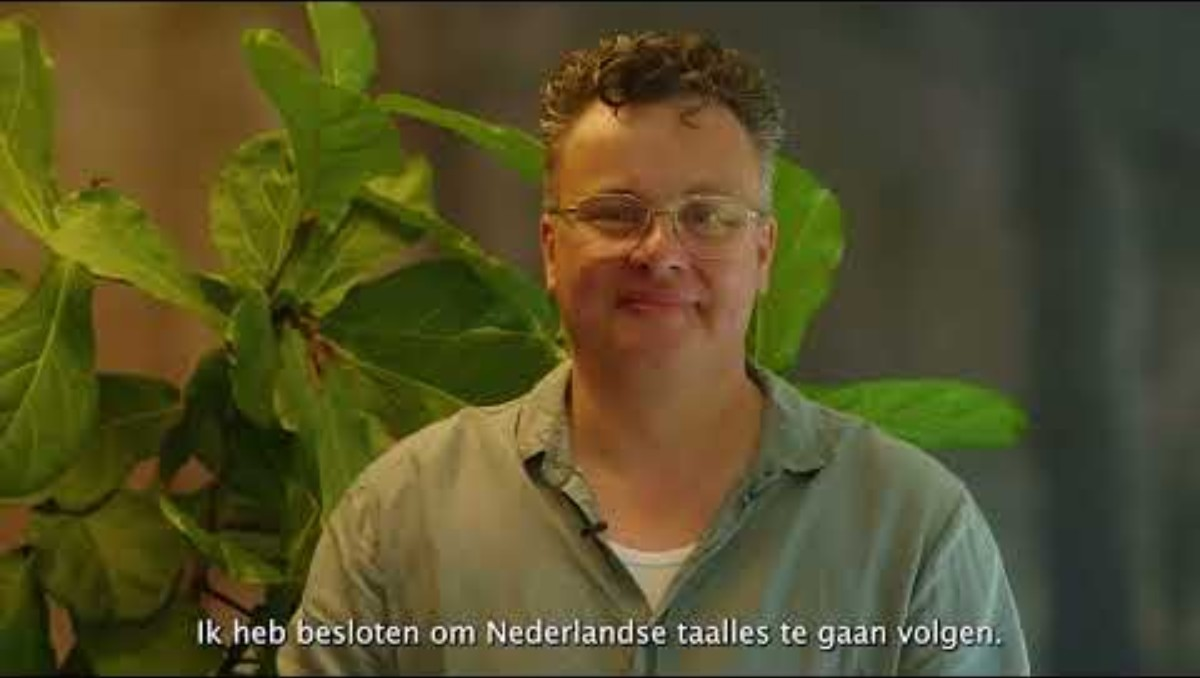 Ik heb besloten om Nederlandse taalles te gaan volgen.